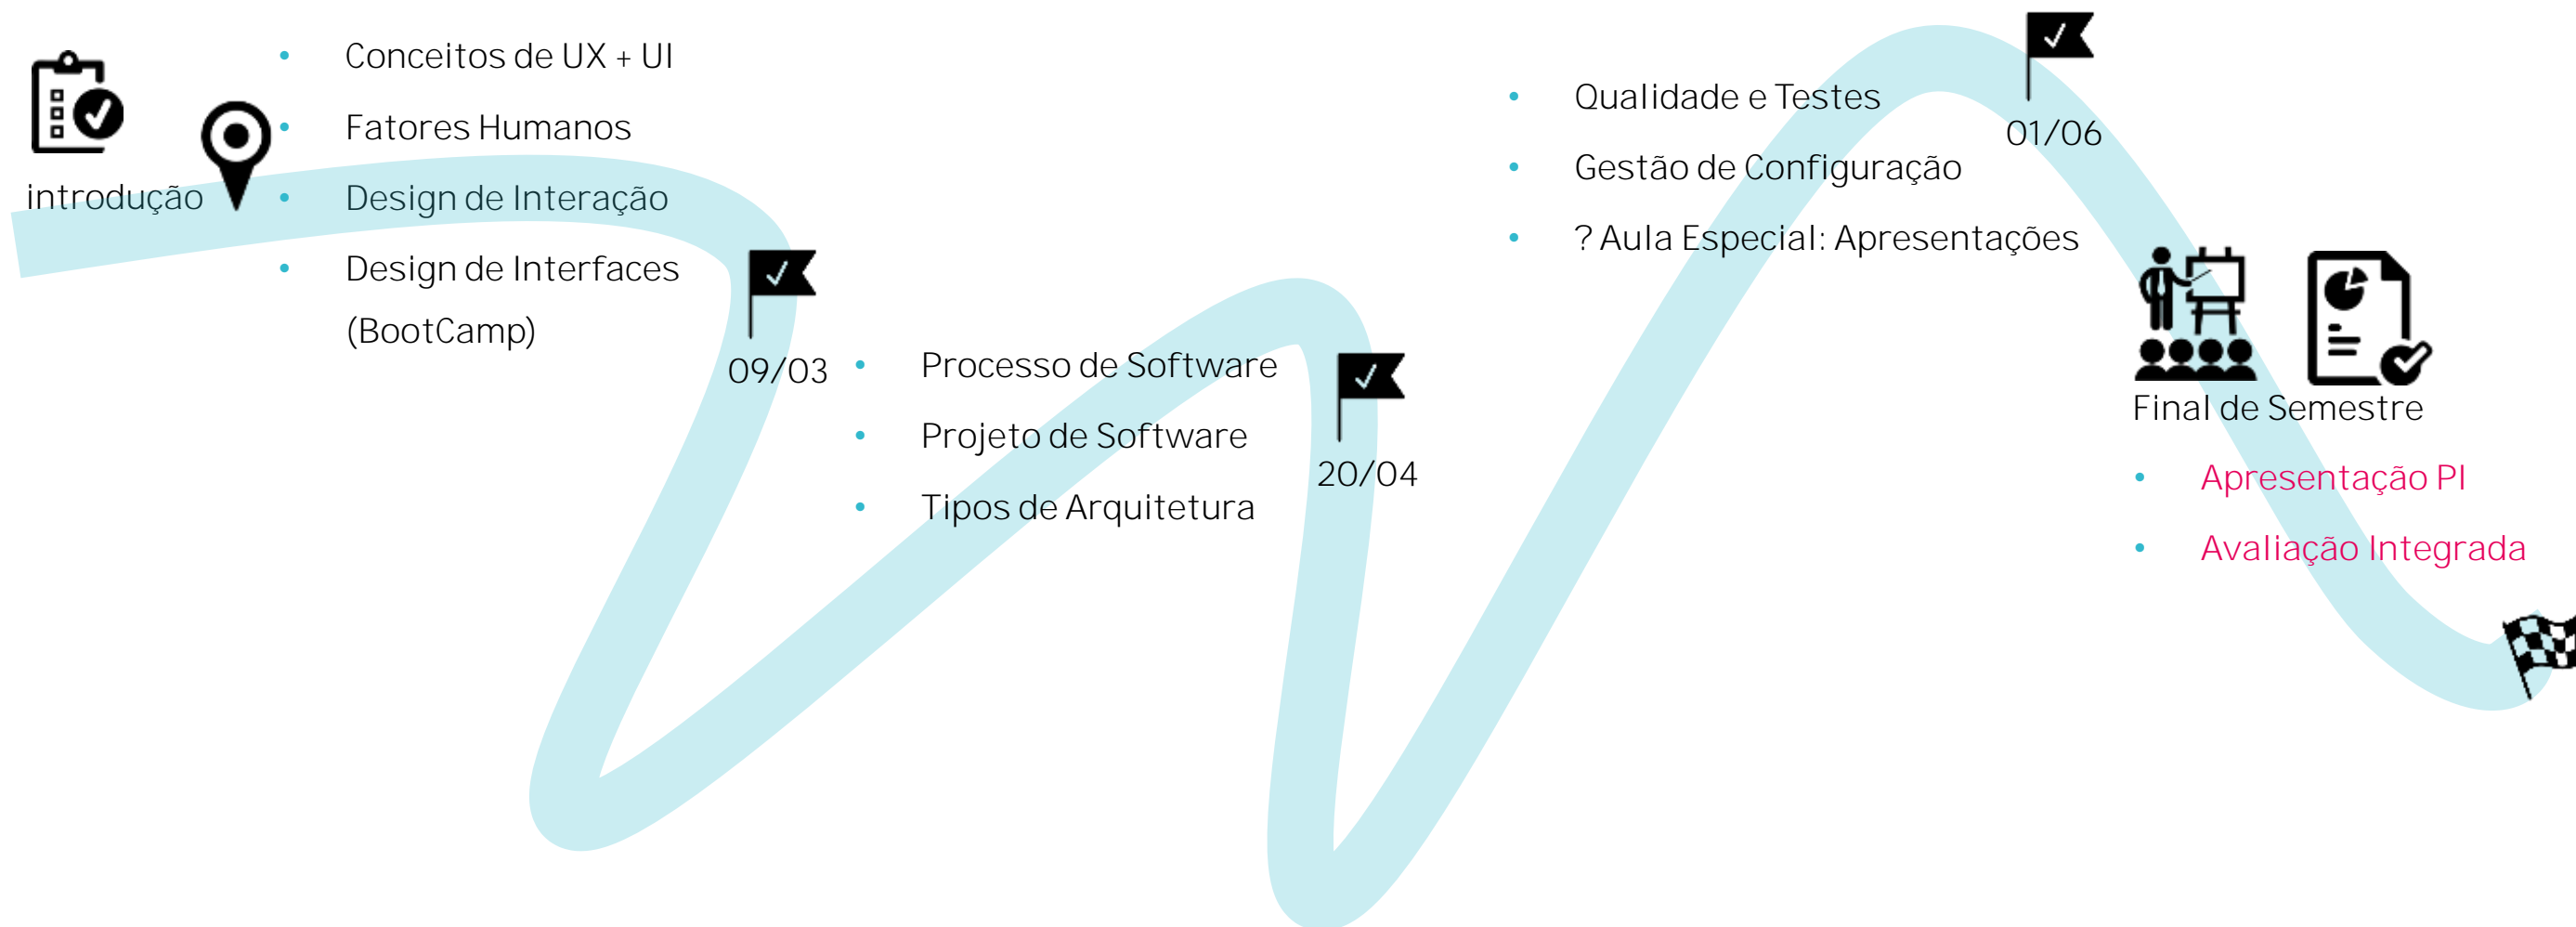 introdução
• Conceitos de UX + UI
• Fatores Humanos
• Design de Interação
• Design de Interfaces
(BootCamp)
09/03
• Processo de Software
• Projeto de Software
• Tipos de Arquitetura
20/04
• Qualidade e Testes
• Gestão de Configuração
• ? Aula Especial: Apresentações
01/06
Final de Semestre
• Apresentação PI
• Avaliação Integrada